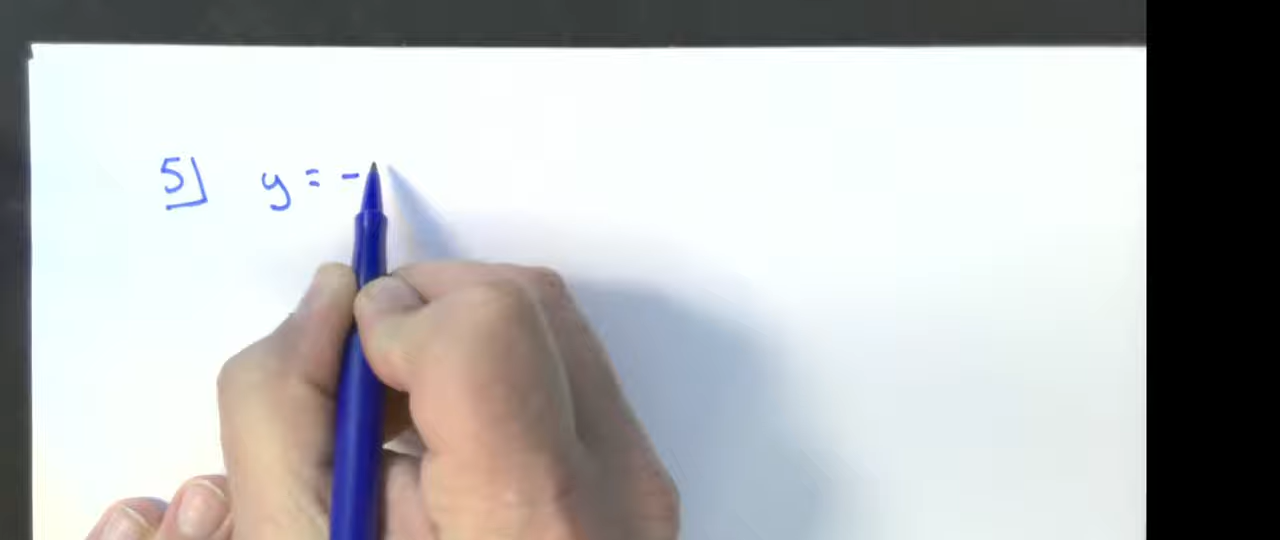 5] y = -